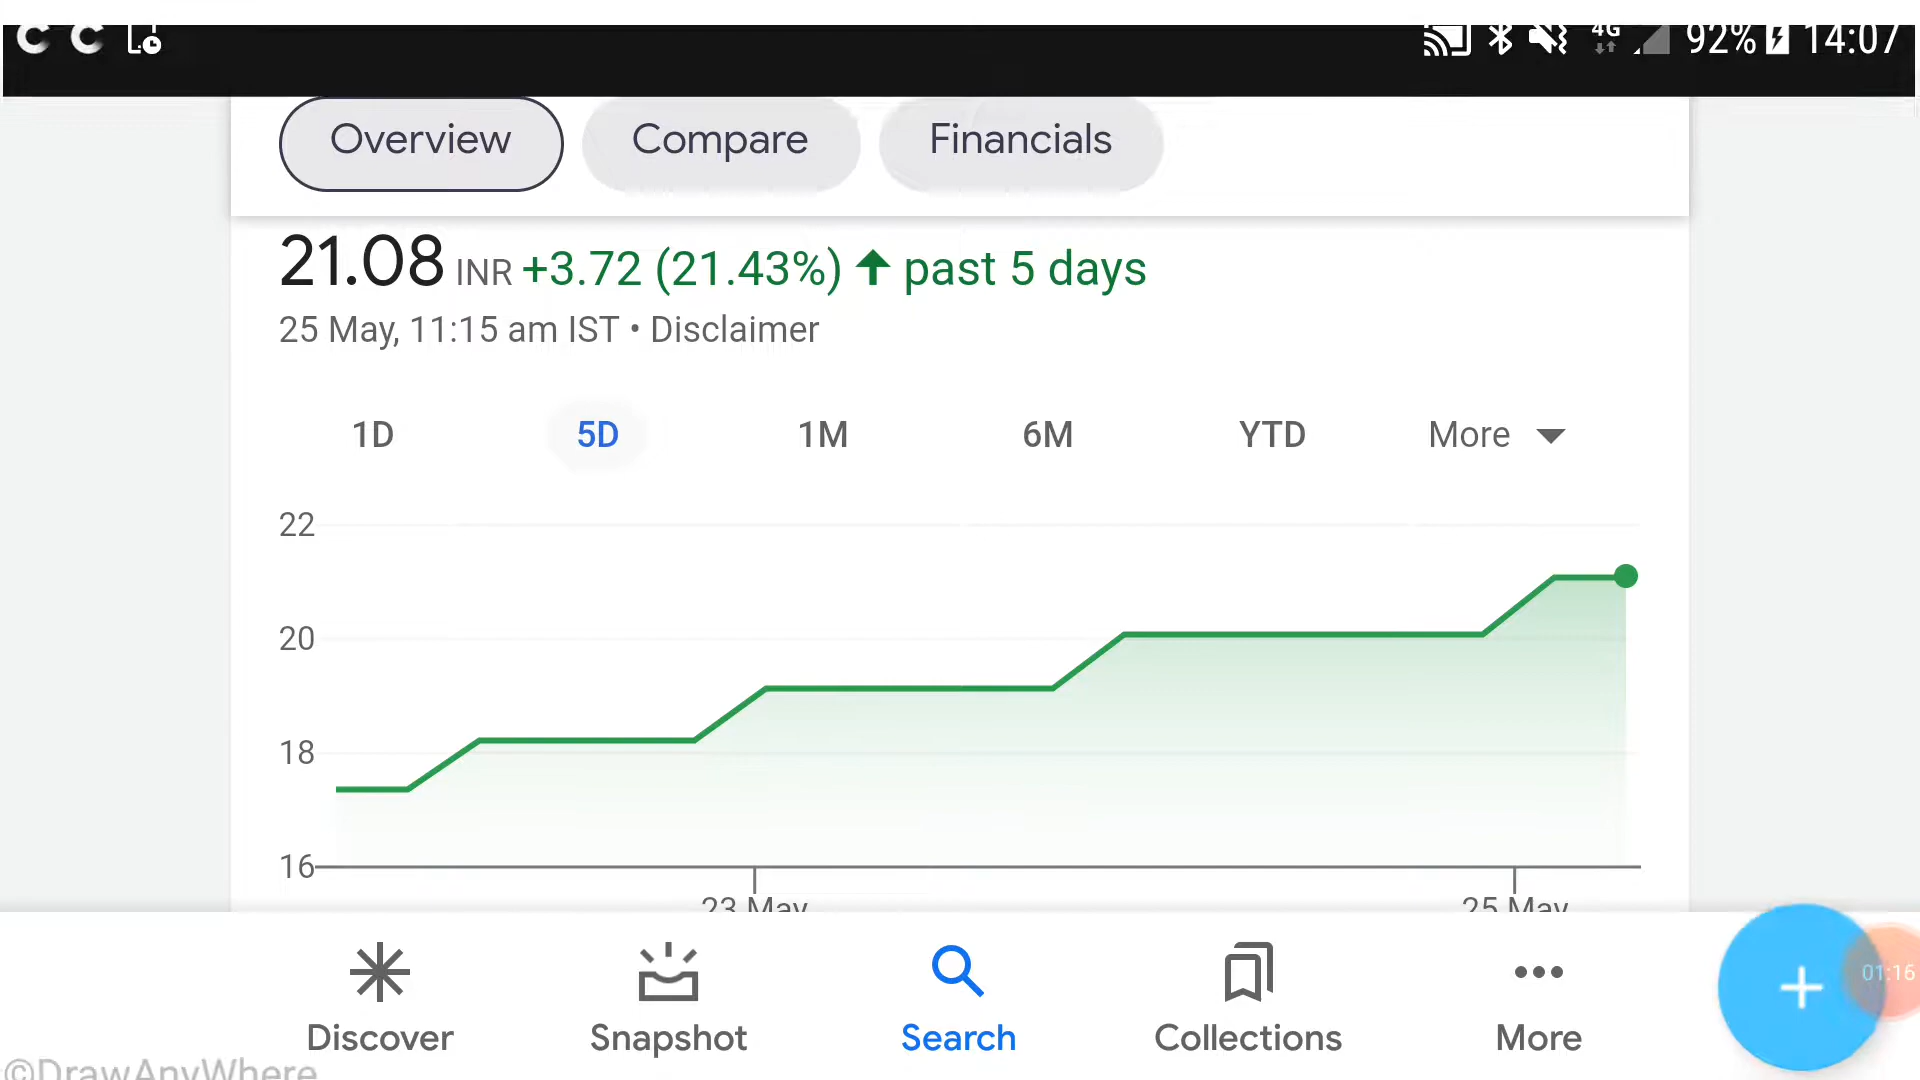 4G 92% 14:07
Overview Compare Financials
21.08 INR +3.72 (21.43%) past 5 days
25 May, 11:15 am IST • Disclaimer
1D 5D 1M 6M YTD More
22
20
18
16
23 May 25 May
Discover Snapshot Search Collections More
+ 01:16
©DrawAnyWhere